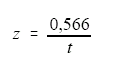 z = 0,566 / t